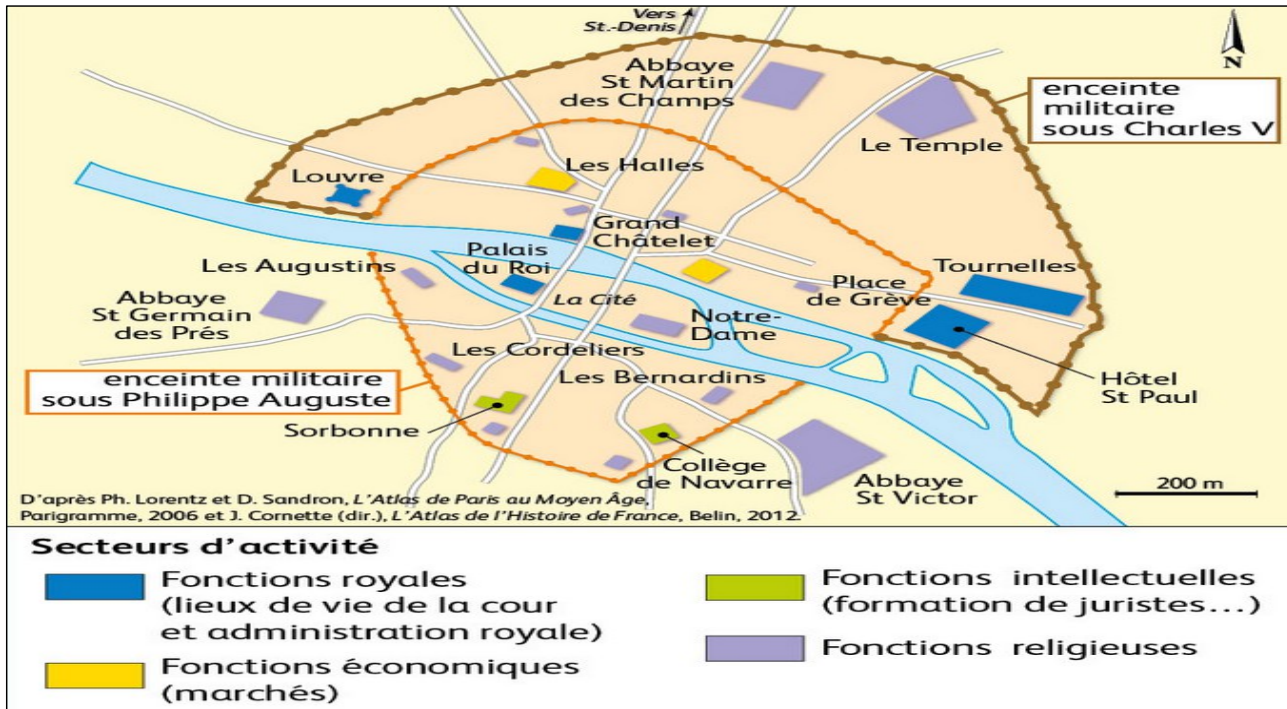 Vers
St.-Denis
N
Abbaye
St Martin
des Champs
enceinte
militaire
sous Charles V
Le Temple
Les Halles
Louvre
Grand
Châtelet
Palais
du Roi
Les Augustins
Tournelles
Place
de Grève
La Cité
Abbaye
St Germain
des Prés
Notre-
Dame
Les Cordeliers
Les Bernardins
enceinte militaire
sous Philippe Auguste
Hôtel
St Paul
Sorbonne
Collège
de Navarre
Abbaye
St Victor
200 m
D'après Ph. Lorentz et D. Sandron, L'Atlas de Paris au Moyen Âge,
Parigramme, 2006 et J. Cornette (dir.), L'Atlas de l'Histoire de France, Belin, 2012.
Secteurs d'activité
Fonctions royales
(lieux de vie de la cour
et administration royale)
Fonctions économiques
(marchés)
Fonctions intellectuelles
(formation de juristes…)
Fonctions religieuses